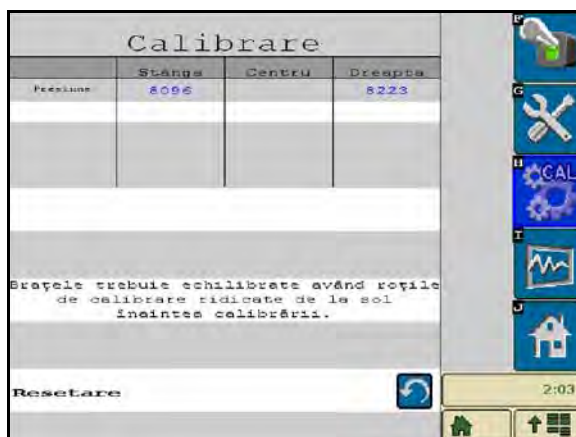 F
Calibrare
Stânga Centru Dreapta
Presiune 8096 8223
G
H
CAL
I
Brațele trebuie echilibrate având roțile
de calibrare ridicate de la sol
înaintea calibrării.
J
Resetare
2:03